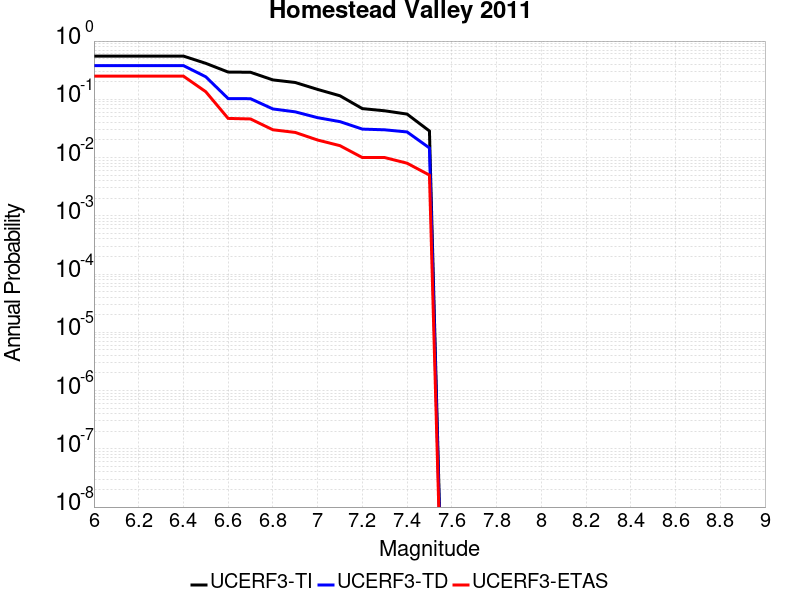 Homestead Valley 2011
10^0
10^-1
10^-2
10^-3
10^-4
10^-5
10^-6
10^-7
10^-8
Annual Probability
6 6.2 6.4 6.6 6.8 7 7.2 7.4 7.6 7.8 8 8.2 8.4 8.6 8.8 9
Magnitude
UCERF3-TI UCERF3-TD UCERF3-ETAS